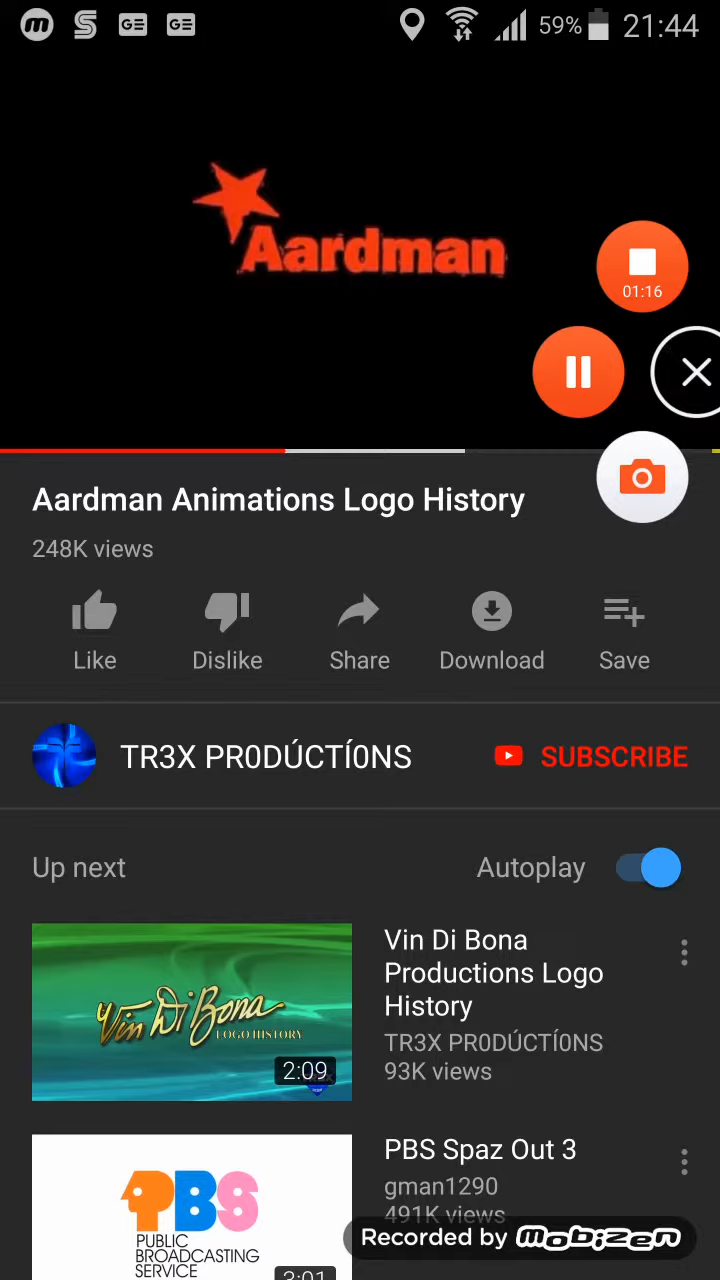 59% 21:44
Aardman
01:16
Aardman Animations Logo History
248K views
Like Dislike Share Download Save
TR3X PR0DÚCTÍ0NS SUBSCRIBE
Up next Autoplay
Vin Di Bona
LOGO HISTORY
2:09
Vin Di Bona
Productions Logo
History
TR3X PR0DÚCTÍ0NS
93K views
PBS
PUBLIC
BROADCASTING
SERVICE
3:01
PBS Spaz Out 3
gman1290
491K views
Recorded by mobizen